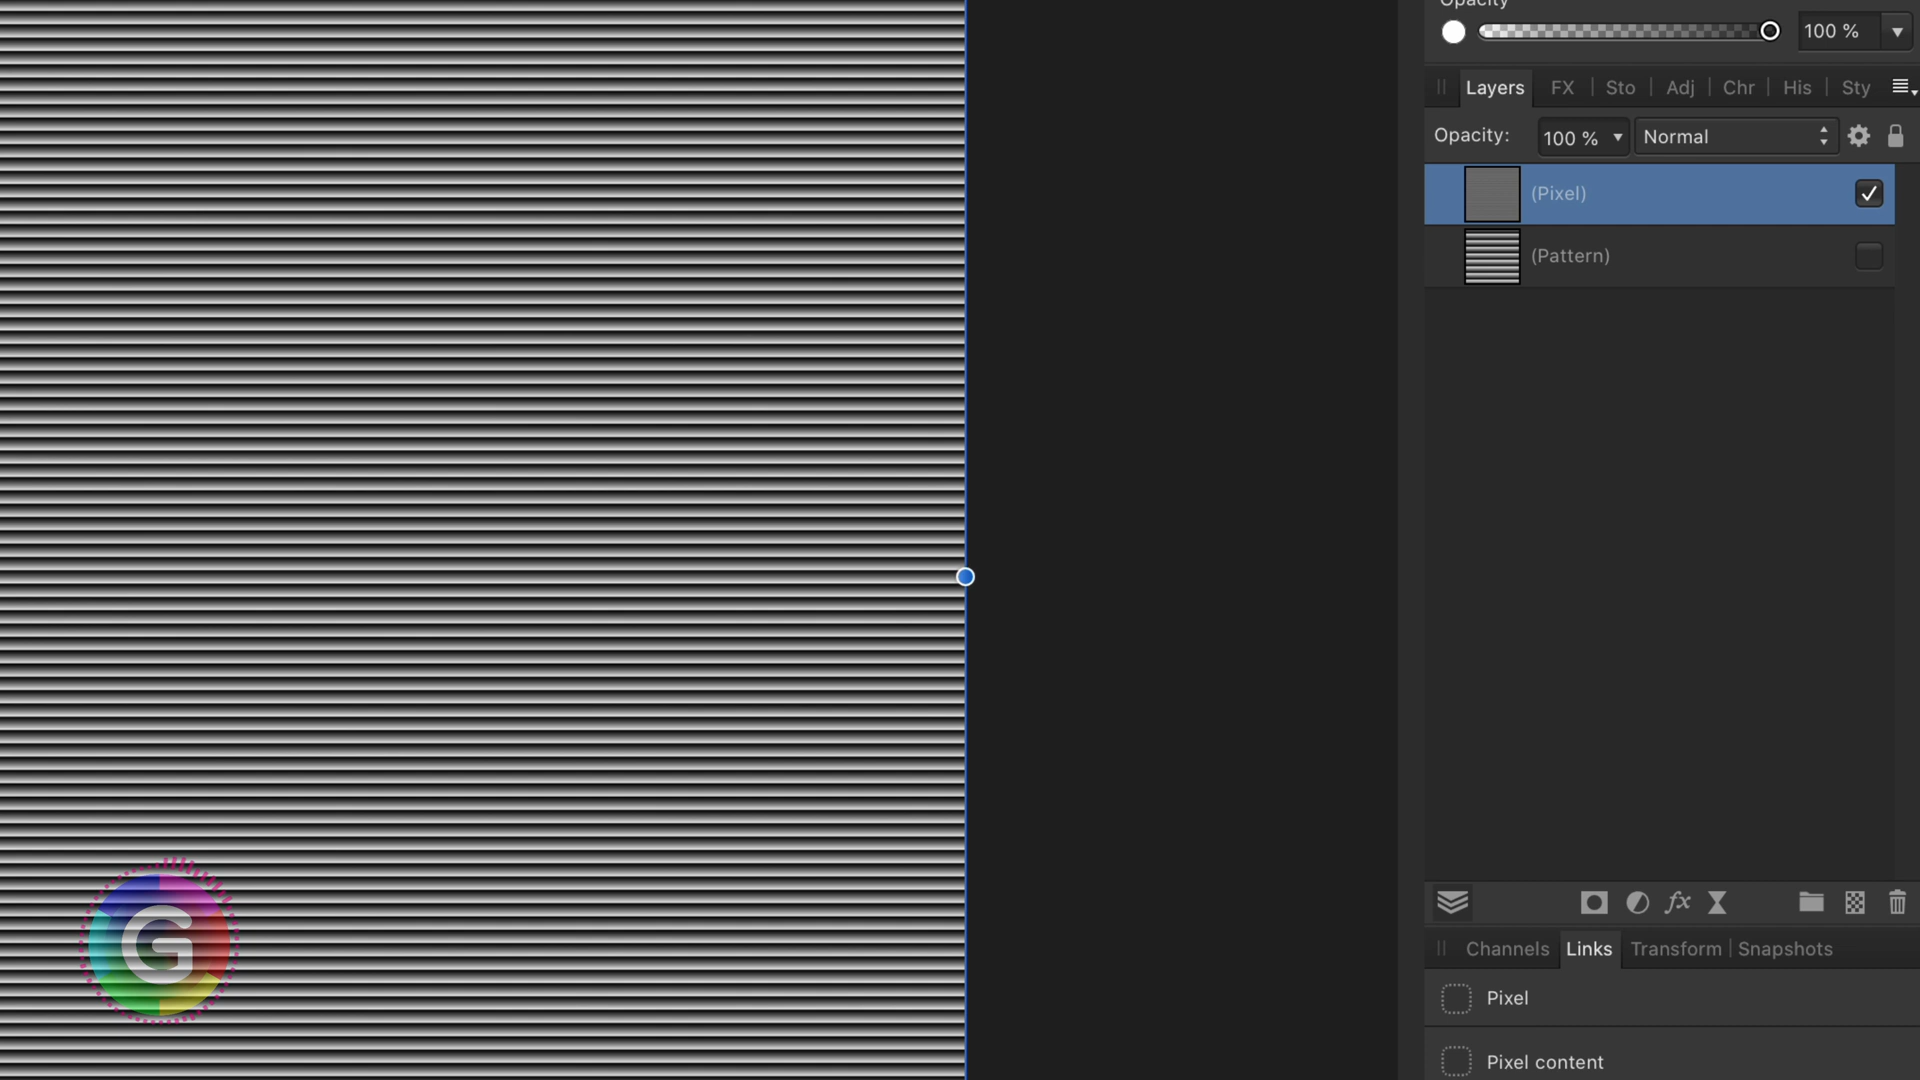 Opacity
100 %
Layers FX Sto Adj Chr His Sty
Opacity: 100 % Normal
(Pixel)
(Pattern)
fx
G
Channels Links Transform Snapshots
Pixel
Pixel content